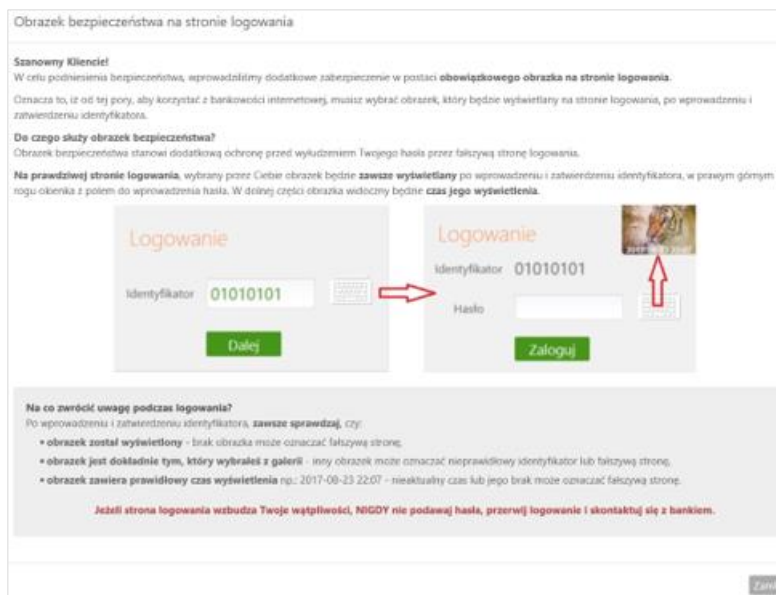 Obrazek bezpieczeństwa na stronie logowania
Szanowny Kliencie!
W celu podniesienia bezpieczeństwa, wprowadziliśmy dodatkowe zabezpieczenie w postaci obowiązkowego obrazka na stronie logowania.
Oznacza to, iż od tej pory, aby korzystać z bankowości internetowej, musisz wybrać obrazek, który będzie wyświetlany na stronie logowania, po wprowadzeniu i
zatwierdzeniu identyfikatora.
Do czego służy obrazek bezpieczeństwa?
Obrazek bezpieczeństwa stanowi dodatkową ochronę przed wyłudzeniem Twojego hasła przez fałszywą stronę logowania.
Na prawdziwej stronie logowania, wybrany przez Ciebie obrazek będzie zawsze wyświetlany po wprowadzeniu i zatwierdzeniu identyfikatora, w prawym górnym
rogu okienka z polem do wprowadzenia hasła. W dolnej części obrazka widoczny będzie czas jego wyświetlenia.
Logowanie
Identyfikator 01010101
Dalej
Logowanie
Identyfikator 01010101
Hasło
Zaloguj
Na co zwrócić uwagę podczas logowania?
Po wprowadzeniu i zatwierdzeniu identyfikatora, zawsze sprawdzaj, czy:
• obrazek został wyświetlony - brak obrazka może oznaczać fałszywą stronę,
• obrazek jest dokładnie tym, który wybrałeś z galerii - inny obrazek może oznaczać nieprawidłowy identyfikator lub fałszywą stronę,
• obrazek zawiera prawidłowy czas wyświetlenia np.: 2017-08-23 22:07 - nieaktualny czas lub jego brak może oznaczać fałszywą stronę.
Jeżeli strona logowania wzbudza Twoje wątpliwości, NIGDY nie podawaj hasła, przerwij logowanie i skontaktuj się z bankiem.